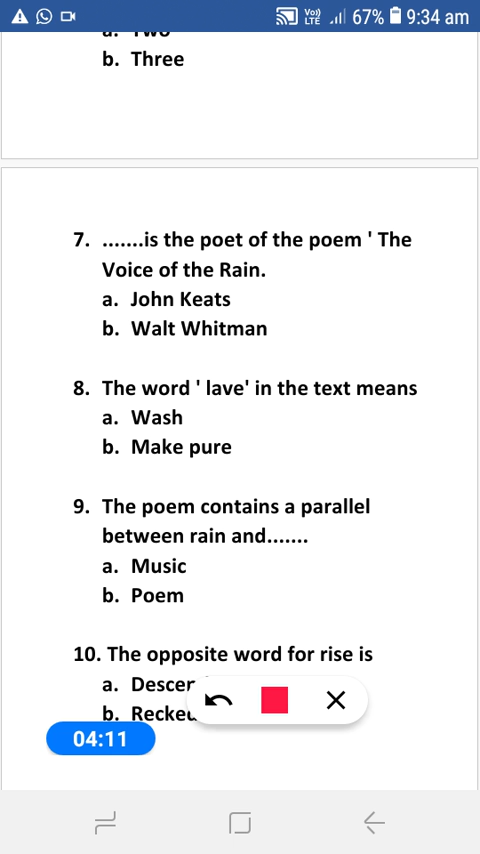 67% 9:34 am
b. Three
7. .......is the poet of the poem ' The
Voice of the Rain.
a. John Keats
b. Walt Whitman
8. The word ' lave' in the text means
a. Wash
b. Make pure
9. The poem contains a parallel
between rain and.......
a. Music
b. Poem
10. The opposite word for rise is
a.
b.
04:11